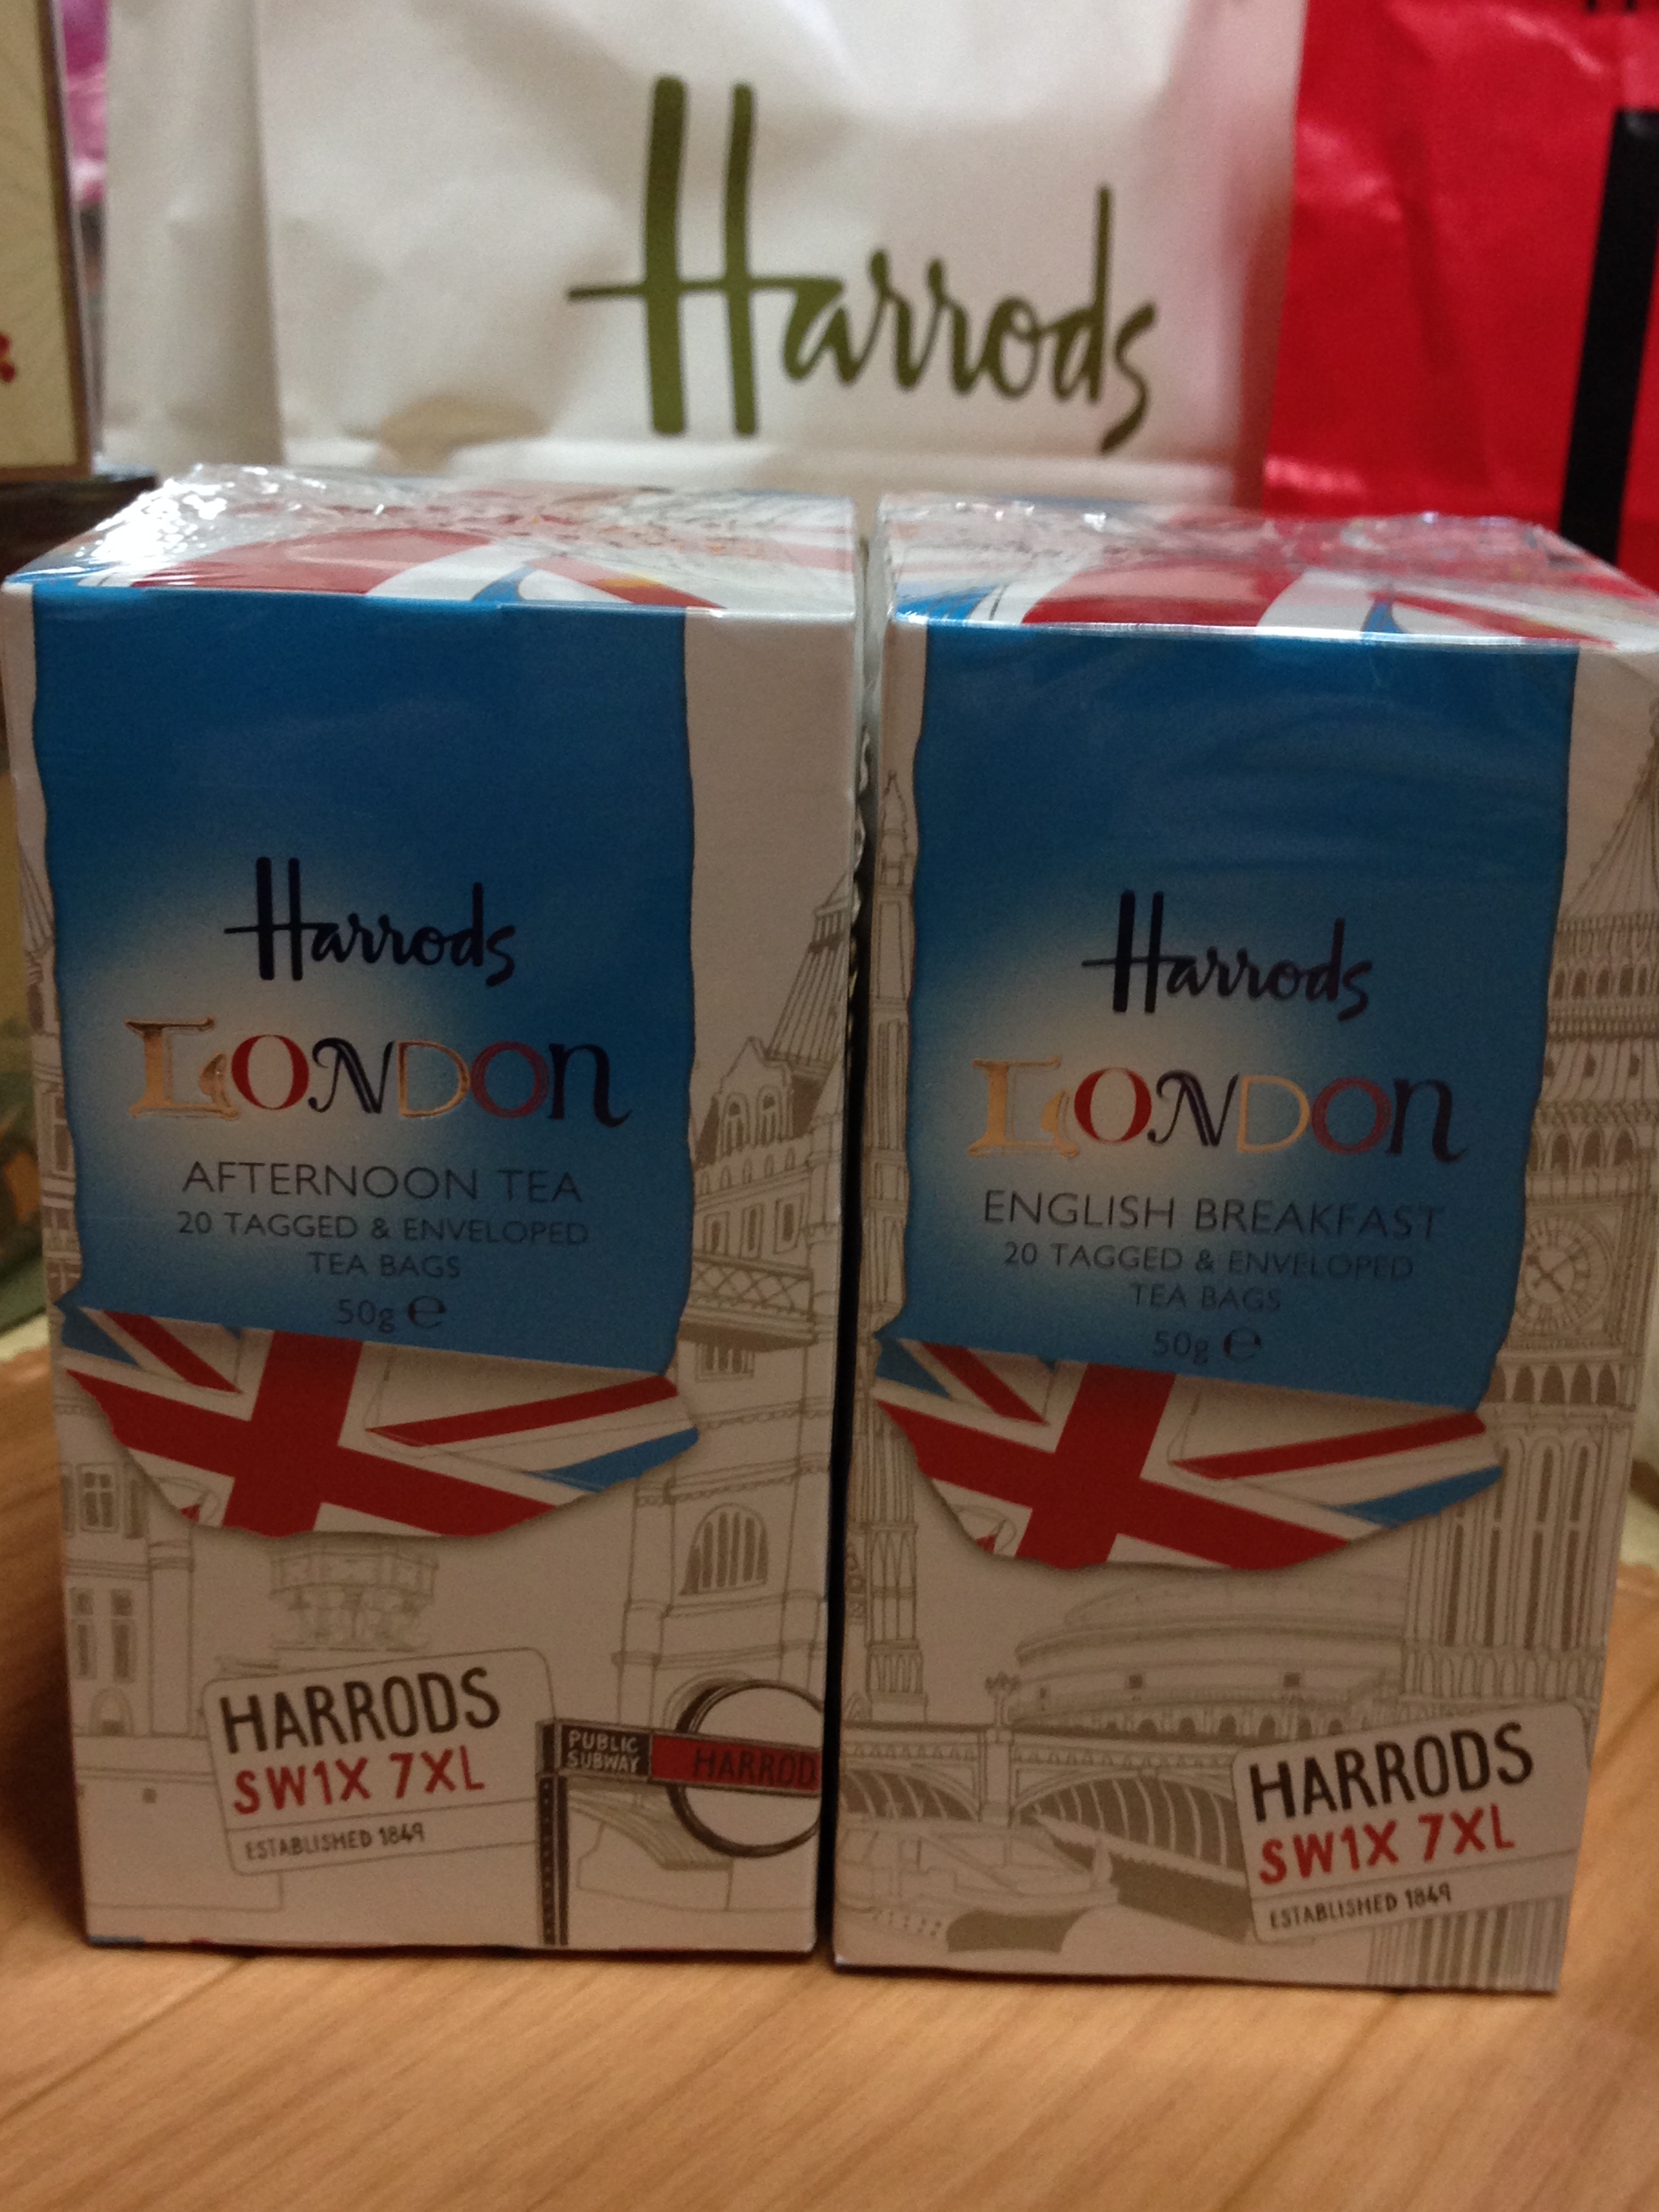 Harrods
Harrods
LONDON
AFTERNOON TEA
20 TAGGED & ENVELOPED
TEA BAGS
50g ℮
HARRODS
SW1X 7XL
ESTABLISHED 1849
PUBLIC
SUBWAY
HARROD
Harrods
LONDON
ENGLISH BREAKFAST
20 TAGGED & ENVELOPED
TEA BAGS
50g ℮
HARRODS
SW1X 7XL
ESTABLISHED 1849